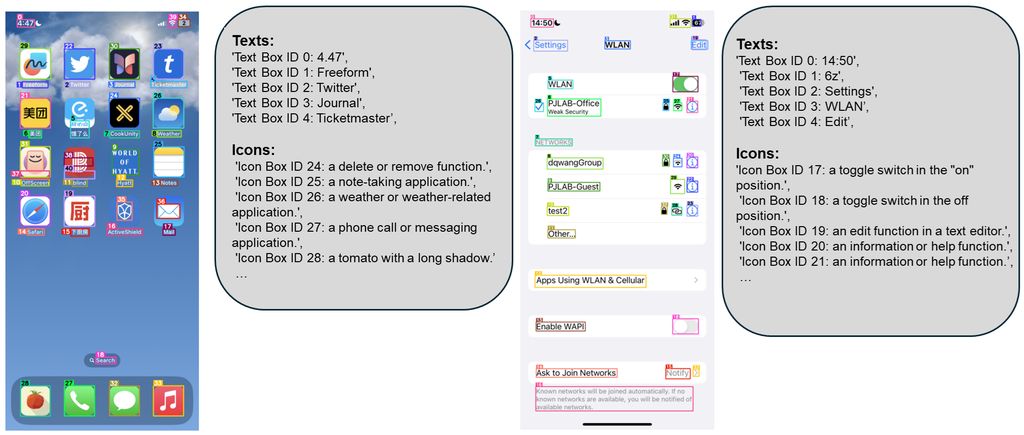 4:47
Freeform
Twitter
Journal
Ticketmaster
美团
美团
饿了么
CookUnity
Weather
OffScreen
blind
WORLD
OF
HYATT
Hyatt
Notes
Safari
厨
下厨房
ActiveShield
Mail
Search
Texts:
'Text Box ID 0: 4.47',
'Text Box ID 1: Freeform',
'Text Box ID 2: Twitter',
'Text Box ID 3: Journal',
'Text Box ID 4: Ticketmaster',
Icons:
'Icon Box ID 24: a delete or remove function.',
'Icon Box ID 25: a note-taking application.',
'Icon Box ID 26: a weather or weather-related
application.',
'Icon Box ID 27: a phone call or messaging
application.',
'Icon Box ID 28: a tomato with a long shadow.’
…
14:50
Settings
WLAN
Edit
WLAN
PJLAB-Office
Weak Security
NETWORKS
dqwangGroup
PJLAB-Guest
test2
Other...
Apps Using WLAN & Cellular
Enable WAPI
Ask to Join Networks
Notify
Known networks will be joined automatically. If no
known networks are available, you will be notified of
available networks.
Texts:
'Text Box ID 0: 14:50',
'Text Box ID 1: 6z',
'Text Box ID 2: Settings',
'Text Box ID 3: WLAN’,
'Text Box ID 4: Edit',
Icons:
'Icon Box ID 17: a toggle switch in the "on"
position.',
'Icon Box ID 18: a toggle switch in the off
position.',
'Icon Box ID 19: an edit function in a text editor.',
'Icon Box ID 20: an information or help function.',
'Icon Box ID 21: an information or help function.’,
…